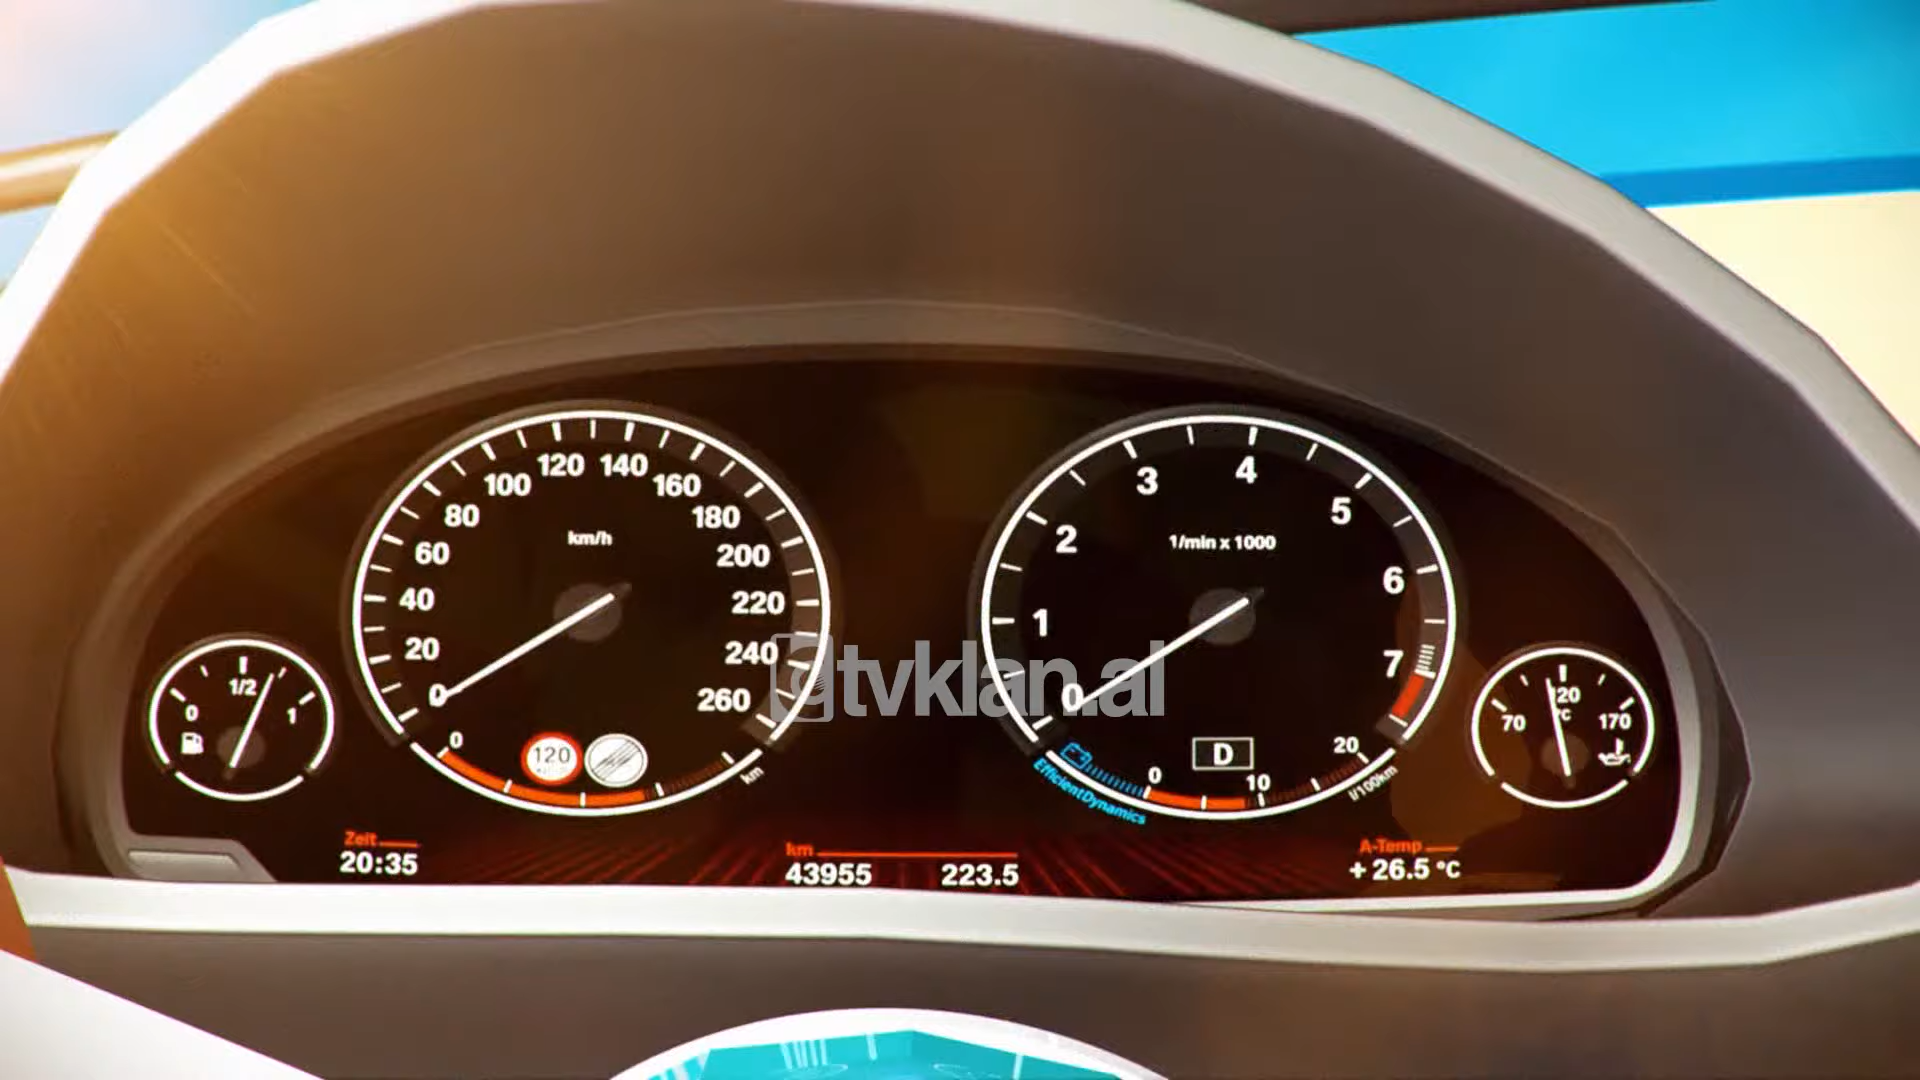 120 140
100 160
80 180
60 km/h 200
40 220
20 240
0 260
4
3 5
2 1/min x 1000 6
1 7
0
1/2
0 1
120
°C
70 170
0
120
km
D
0 10 20
l/100km
EfficientDynamics
tvklan.al
Zeit
20:35
km
43955 223.5
A-Temp
+ 26.5 °C